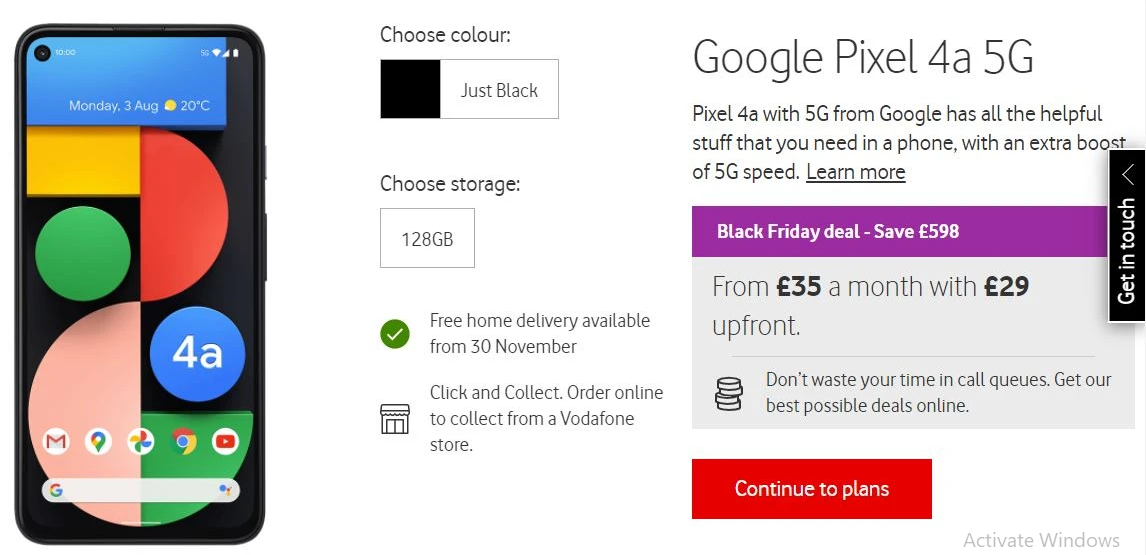 10:00
5G
Monday, 3 Aug 20°C
4a
Choose colour:
Just Black
Choose storage:
128GB
Free home delivery available
from 30 November
Click and Collect. Order online
to collect from a Vodafone
store.
Google Pixel 4a 5G
Pixel 4a with 5G from Google has all the helpful
stuff that you need in a phone, with an extra boost
of 5G speed. Learn more
Black Friday deal - Save £598
From £35 a month with £29
upfront.
Don't waste your time in call queues. Get our
best possible deals online.
Continue to plans
Get in touch
Activate Windows